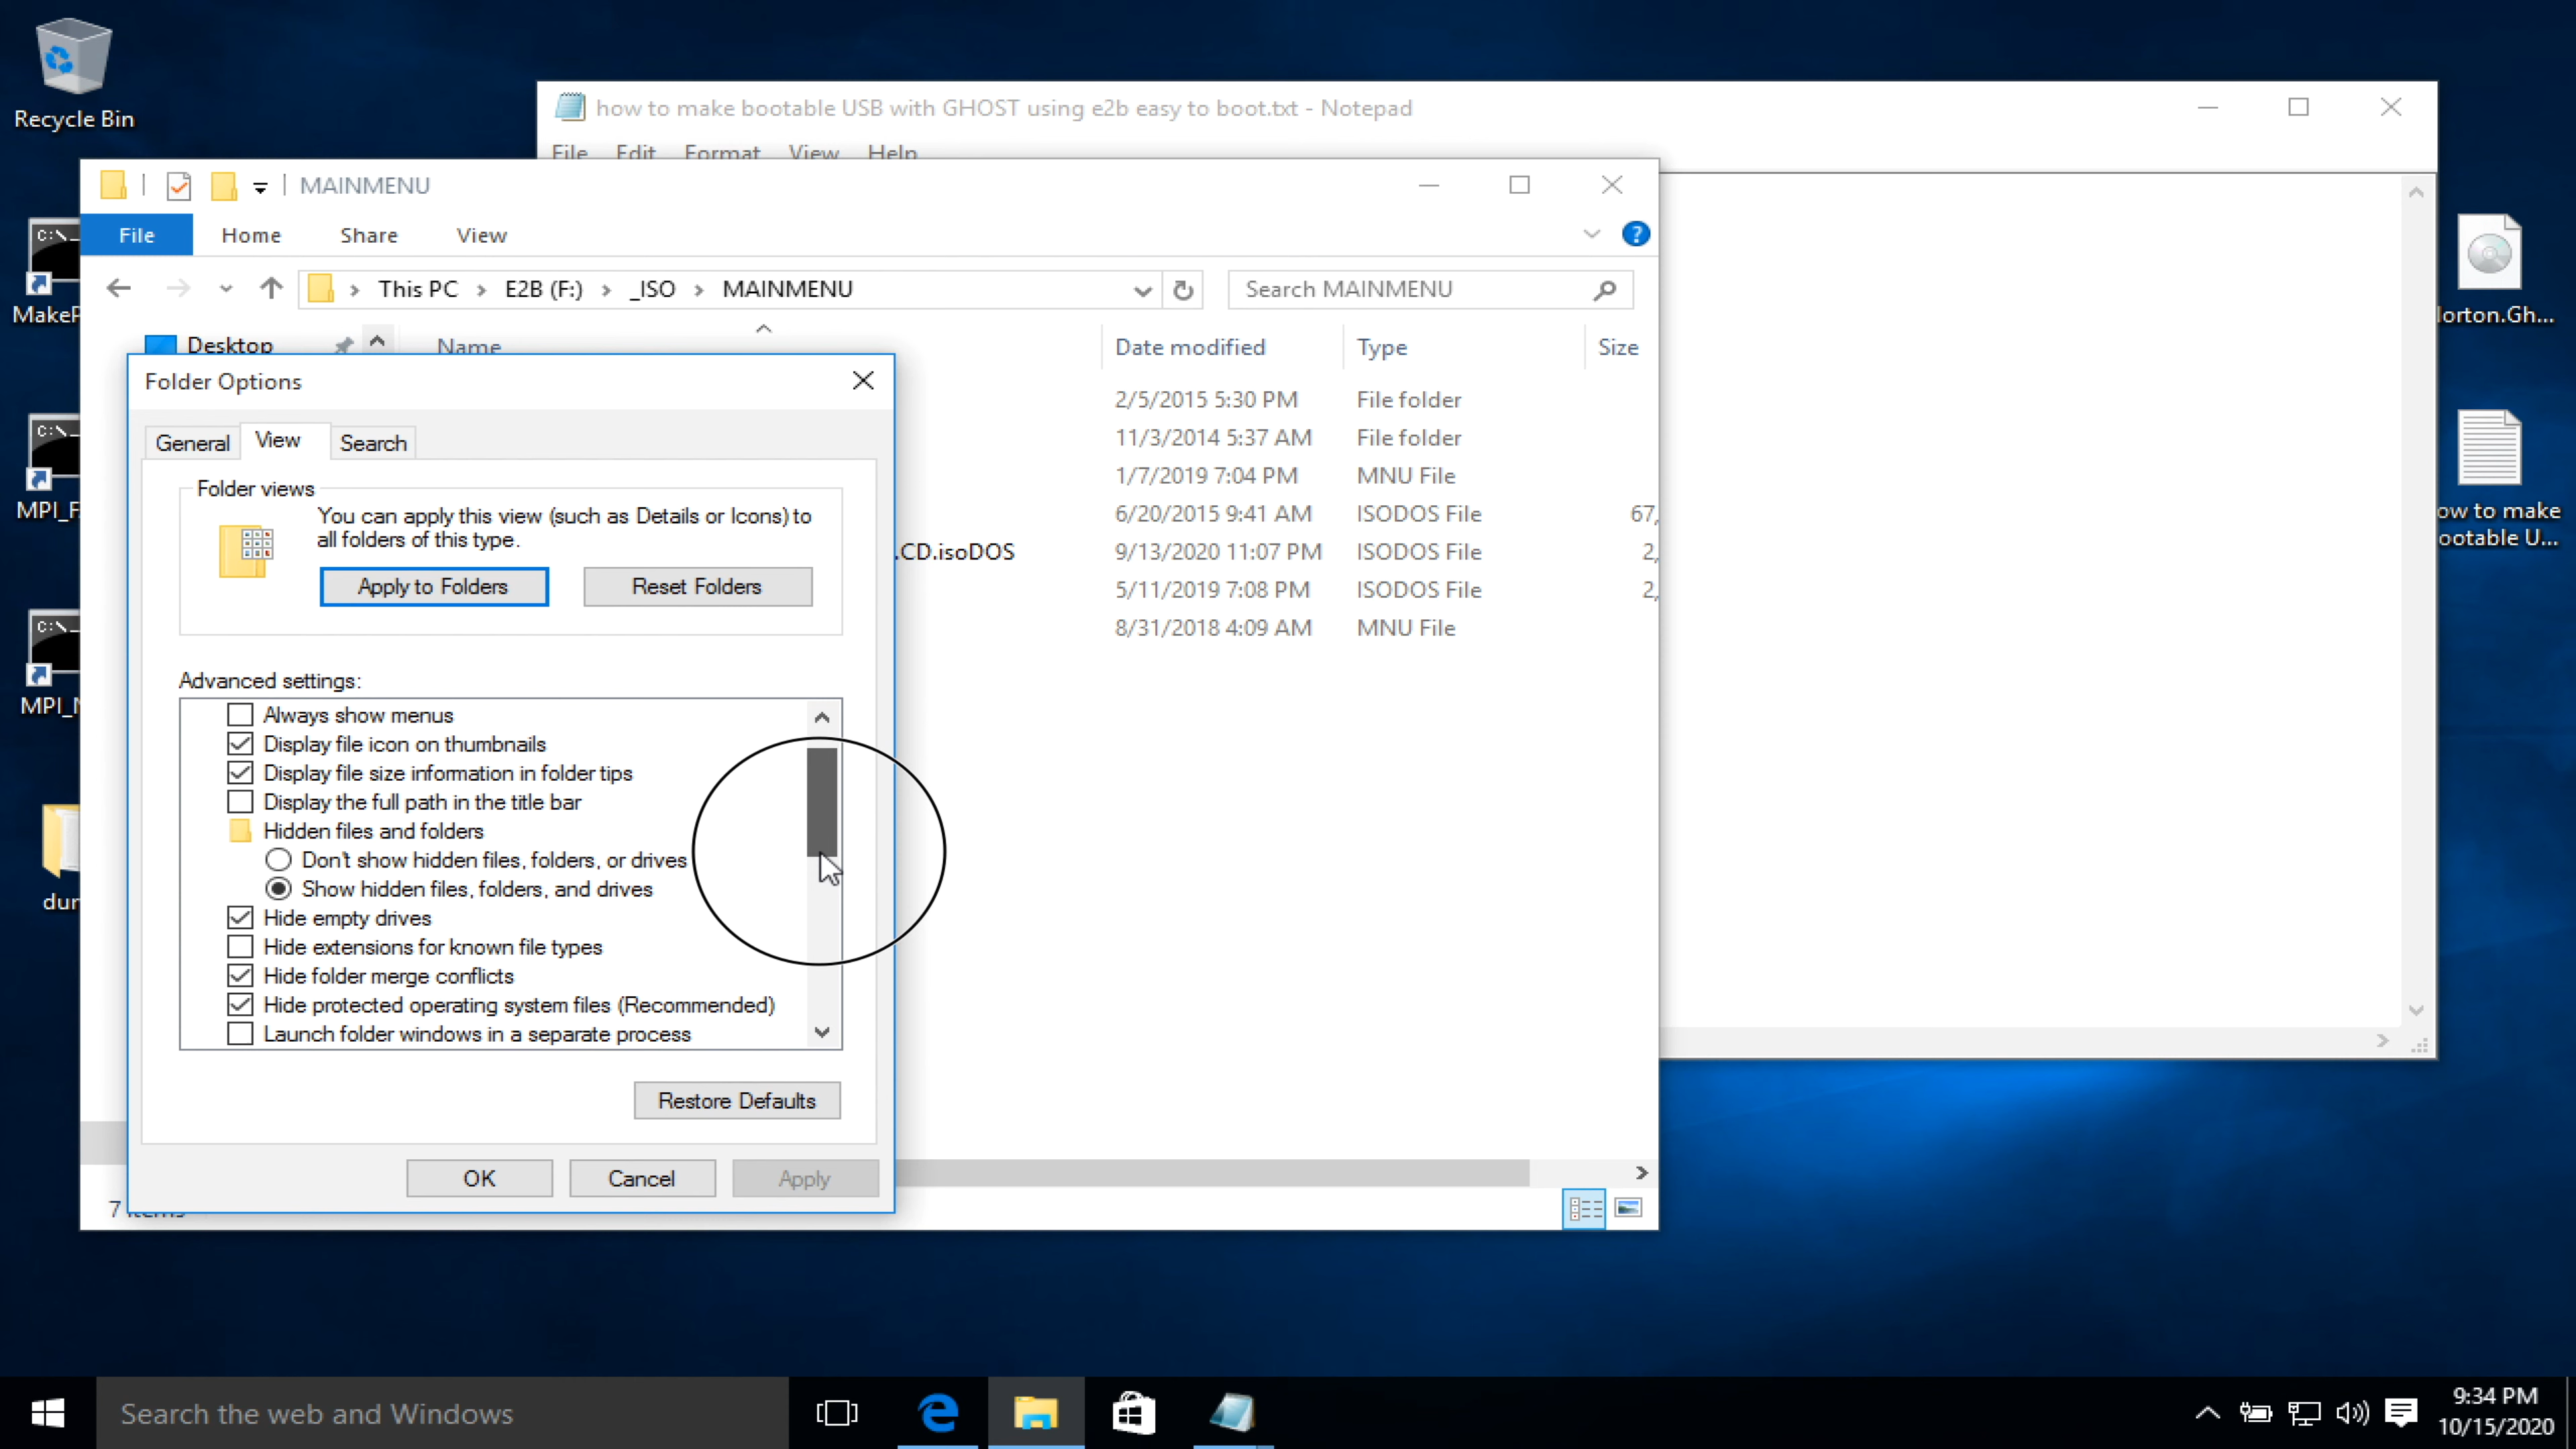 Recycle Bin
how to make bootable USB with GHOST using e2b easy to boot.txt - Notepad
File Edit Format View Help
MAINMENU
File Home Share View
This PC > E2B (F:) > _ISO > MAINMENU
Search MAINMENU
Desktop
Name
Date modified
Type
Size
2/5/2015 5:30 PM File folder
11/3/2014 5:37 AM File folder
1/7/2019 7:04 PM MNU File
6/20/2015 9:41 AM ISODOS File 67,
.CD.isoDOS 9/13/2020 11:07 PM ISODOS File 2,
5/11/2019 7:08 PM ISODOS File 2,
8/31/2018 4:09 AM MNU File
Folder Options
General View Search
Folder views
You can apply this view (such as Details or Icons) to
all folders of this type.
Apply to Folders Reset Folders
Advanced settings:
Always show menus
Display file icon on thumbnails
Display file size information in folder tips
Display the full path in the title bar
Hidden files and folders
Don't show hidden files, folders, or drives
Show hidden files, folders, and drives
Hide empty drives
Hide extensions for known file types
Hide folder merge conflicts
Hide protected operating system files (Recommended)
Launch folder windows in a separate process
Restore Defaults
OK Cancel Apply
7 items
C:\_
MakeP
C:\_
MPI_F
C:\_
MPI_
dur
lorton.Gh...
ow to make
ootable U...
Search the web and Windows
9:34 PM
10/15/2020